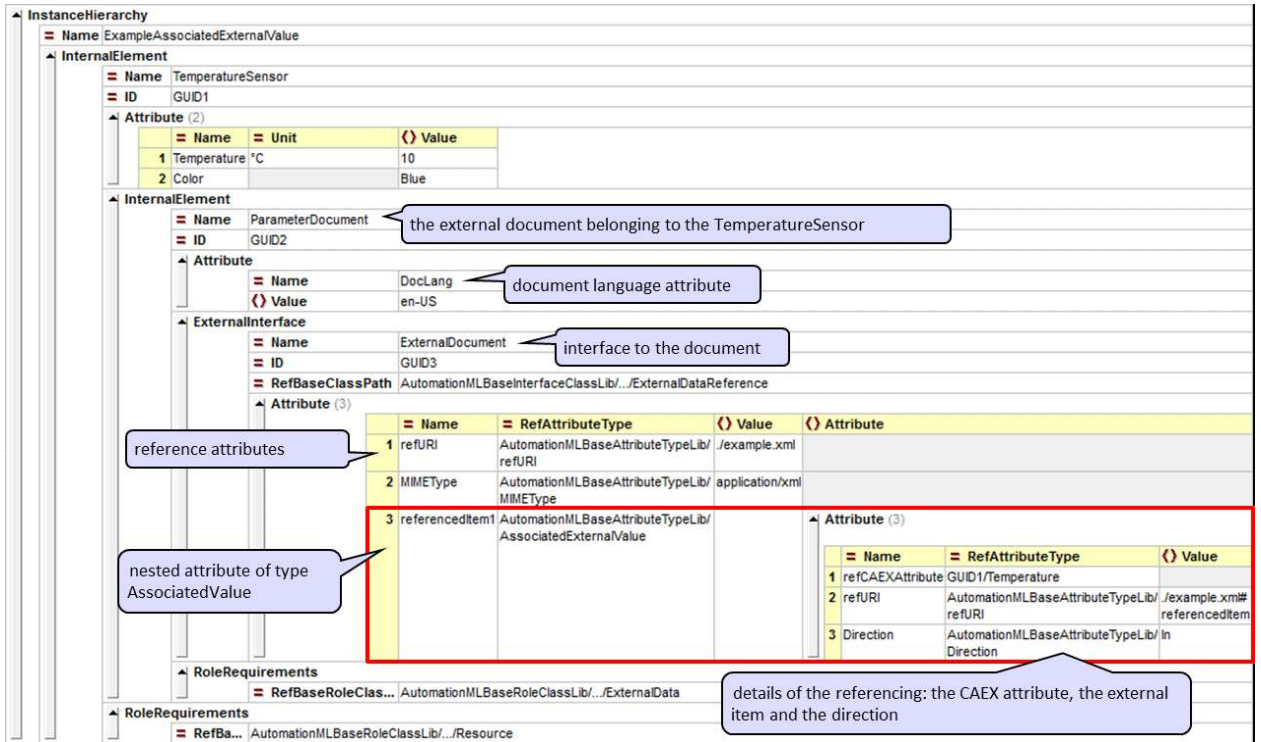 InstanceHierarchy
= Name ExampleAssociatedExternalValue
InternalElement
= Name TemperatureSensor
= ID GUID1
Attribute (2)
= Name = Unit () Value
1 Temperature °C 10
2 Color Blue
InternalElement
= Name ParameterDocument
the external document belonging to the TemperatureSensor
= ID GUID2
Attribute
= Name DocLang
document language attribute
() Value en-US
ExternalInterface
= Name ExternalDocument
interface to the document
= ID GUID3
= RefBaseClassPath AutomationMLBaseInterfaceClassLib/.../ExternalDataReference
Attribute (3)
= Name = RefAttributeType () Value () Attribute
reference attributes
1 refURI AutomationMLBaseAttributeTypeLib/ ./example.xml
refURI
2 MIMEType AutomationMLBaseAttributeTypeLib/ application/xml
MIMEType
3 referencedItem1 AutomationMLBaseAttributeTypeLib/ Attribute (3)
AssociatedExternalValue
nested attribute of type
AssociatedValue
= Name = RefAttributeType () Value
1 refCAEXAttribute GUID1/Temperature
2 refURI AutomationMLBaseAttributeTypeLib/ ./example.xml#
refURI referencedItem
3 Direction AutomationMLBaseAttributeTypeLib/ In
Direction
RoleRequirements
= RefBaseRoleClas... AutomationMLBaseRoleClassLib/.../ExternalData
details of the referencing: the CAEX attribute, the external
item and the direction
RoleRequirements
= RefBa... AutomationMLBaseRoleClassLib/.../Resource